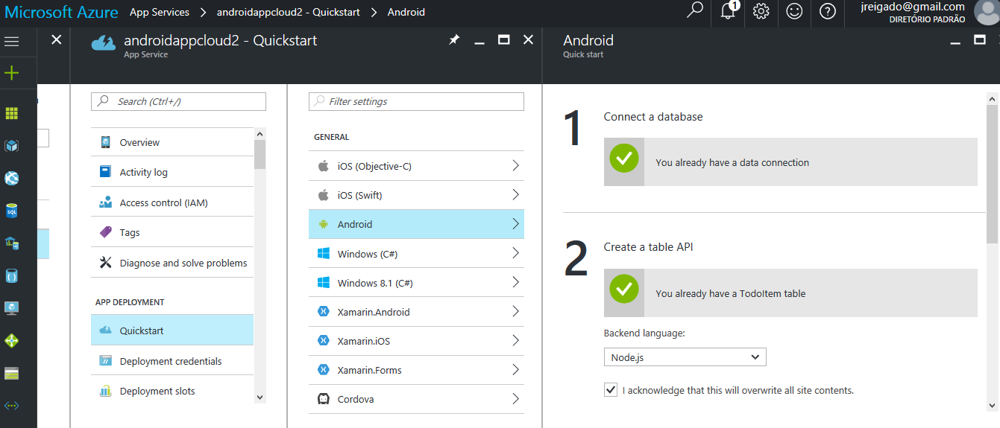 Microsoft Azure App Services > androidappcloud2 - Quickstart > Android
1
jreigado@gmail.com
DIRETÓRIO PADRÃO
androidappcloud2 - Quickstart
App Service
Search (Ctrl+/)
Overview
Activity log
Access control (IAM)
Tags
Diagnose and solve problems
APP DEPLOYMENT
Quickstart
Deployment credentials
Deployment slots
Filter settings
GENERAL
iOS (Objective-C)
iOS (Swift)
Android
Windows (C#)
Windows 8.1 (C#)
Xamarin.Android
Xamarin.iOS
Xamarin.Forms
Cordova
Android
Quick start
1 Connect a database
You already have a data connection
2 Create a table API
You already have a TodoItem table
Backend language:
Node.js
I acknowledge that this will overwrite all site contents.
SQL